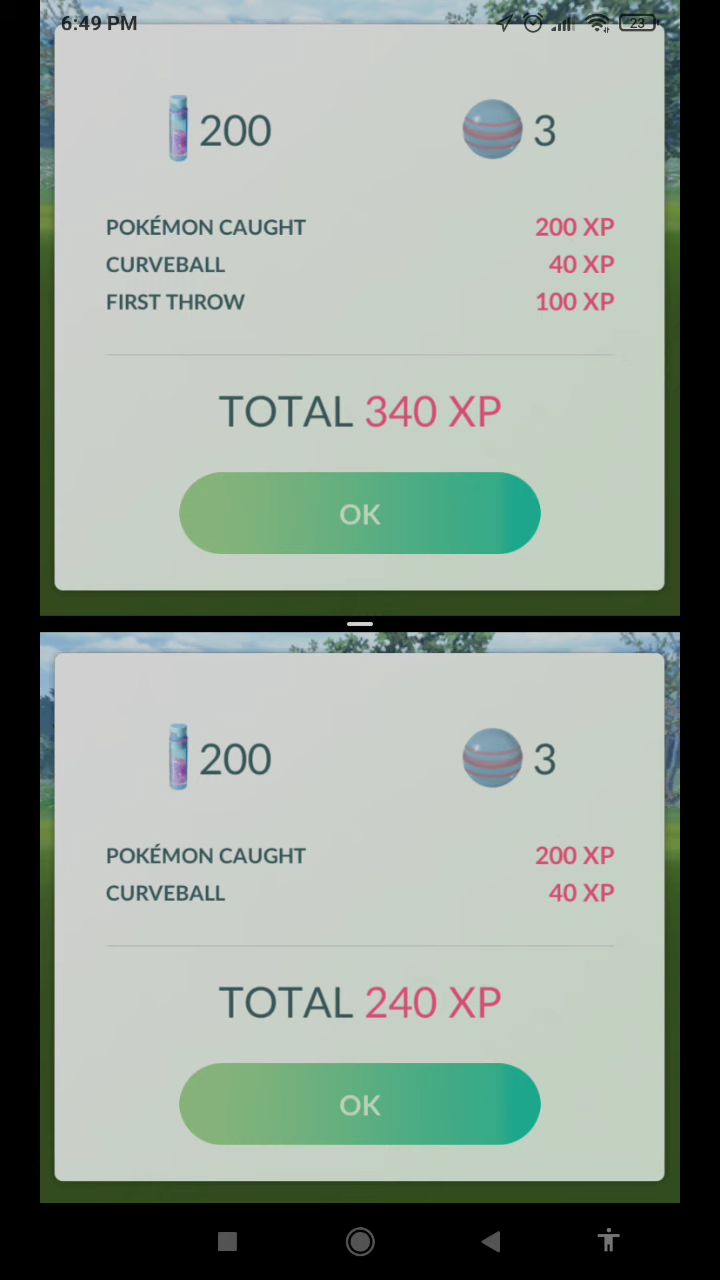 6:49 PM 23
200 3
POKÉMON CAUGHT 200 XP
CURVEBALL 40 XP
FIRST THROW 100 XP
TOTAL 340 XP
OK
200 3
POKÉMON CAUGHT 200 XP
CURVEBALL 40 XP
TOTAL 240 XP
OK